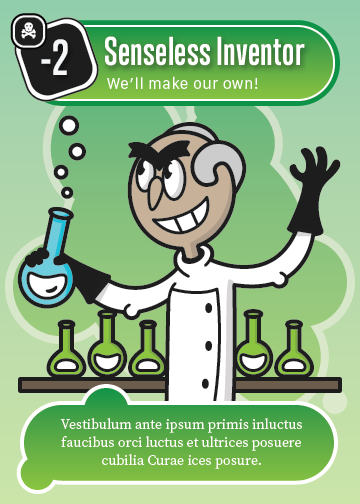 -2
Senseless Inventor
We'll make our own!
Vestibulum ante ipsum primis inluctus
faucibus orci luctus et ultrices posuere
cubilia Curae ices posure.